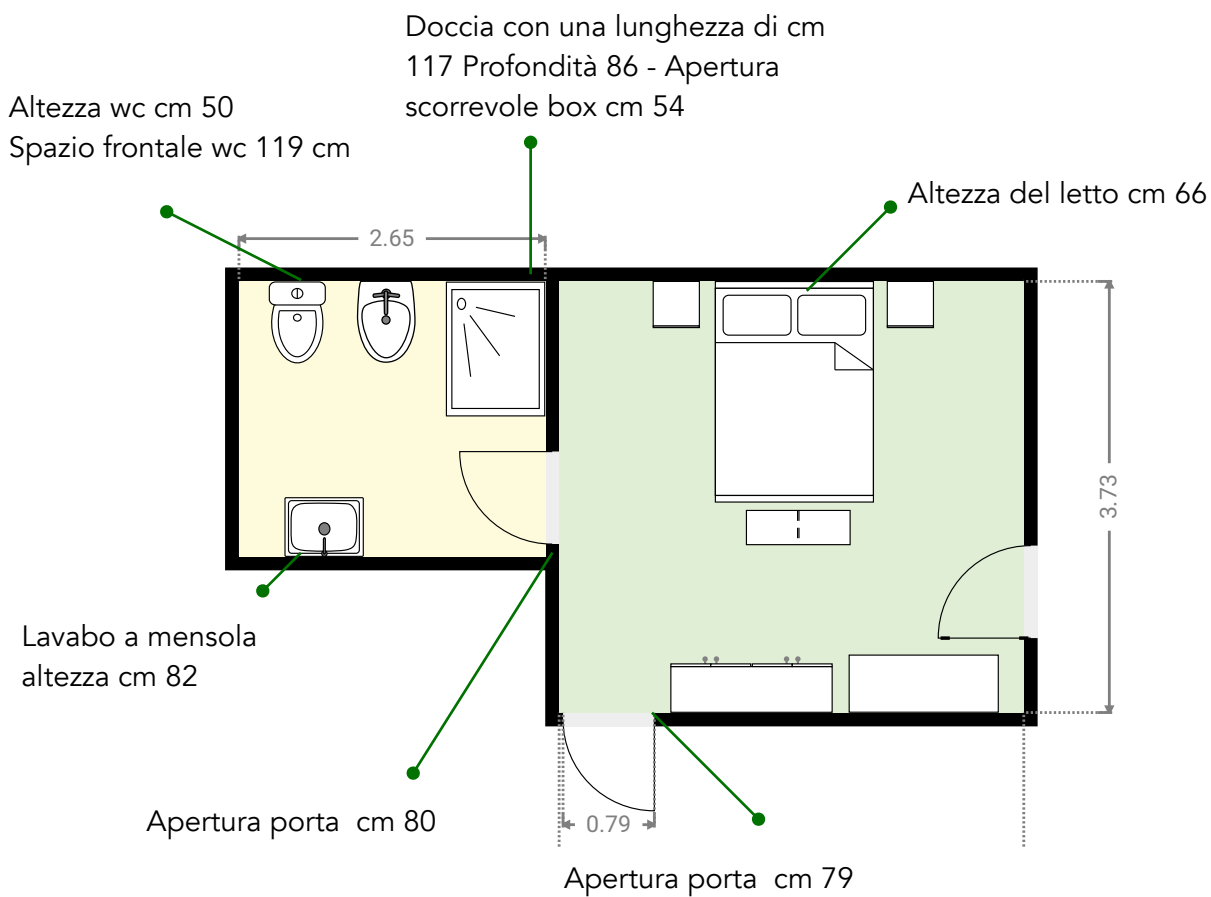 Doccia con una lunghezza di cm
117 Profondità 86 - Apertura
scorrevole box cm 54
Altezza wc cm 50
Spazio frontale wc 119 cm
Altezza del letto cm 66
2.65
3.73
Lavabo a mensola
altezza cm 82
Apertura porta cm 80
0.79
Apertura porta cm 79